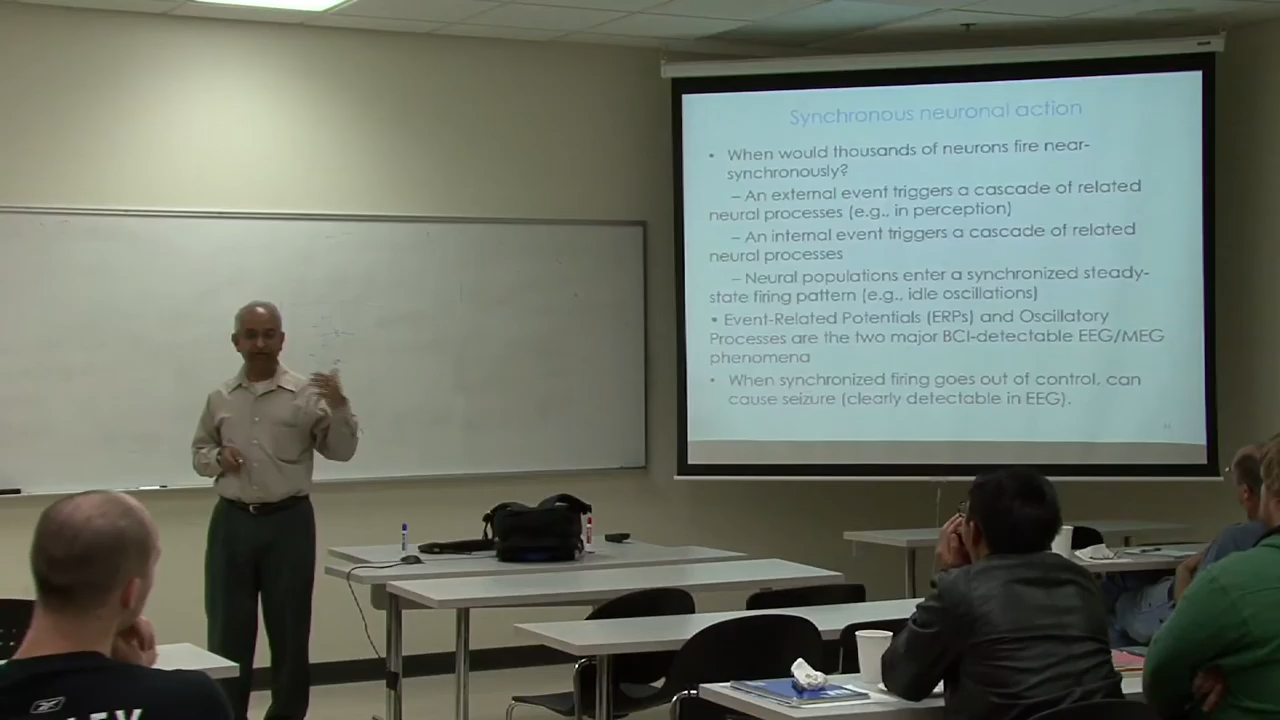 Synchronous neuronal action
• When would thousands of neurons fire near-
synchronously?
– An external event triggers a cascade of related
neural processes (e.g., in perception)
– An internal event triggers a cascade of related
neural processes
– Neural populations enter a synchronized steady-
state firing pattern (e.g., idle oscillations)
• Event-Related Potentials (ERPs) and Oscillatory
Processes are the two major BCI-detectable EEG/MEG
phenomena
• When synchronized firing goes out of control, can
cause seizure (clearly detectable in EEG).